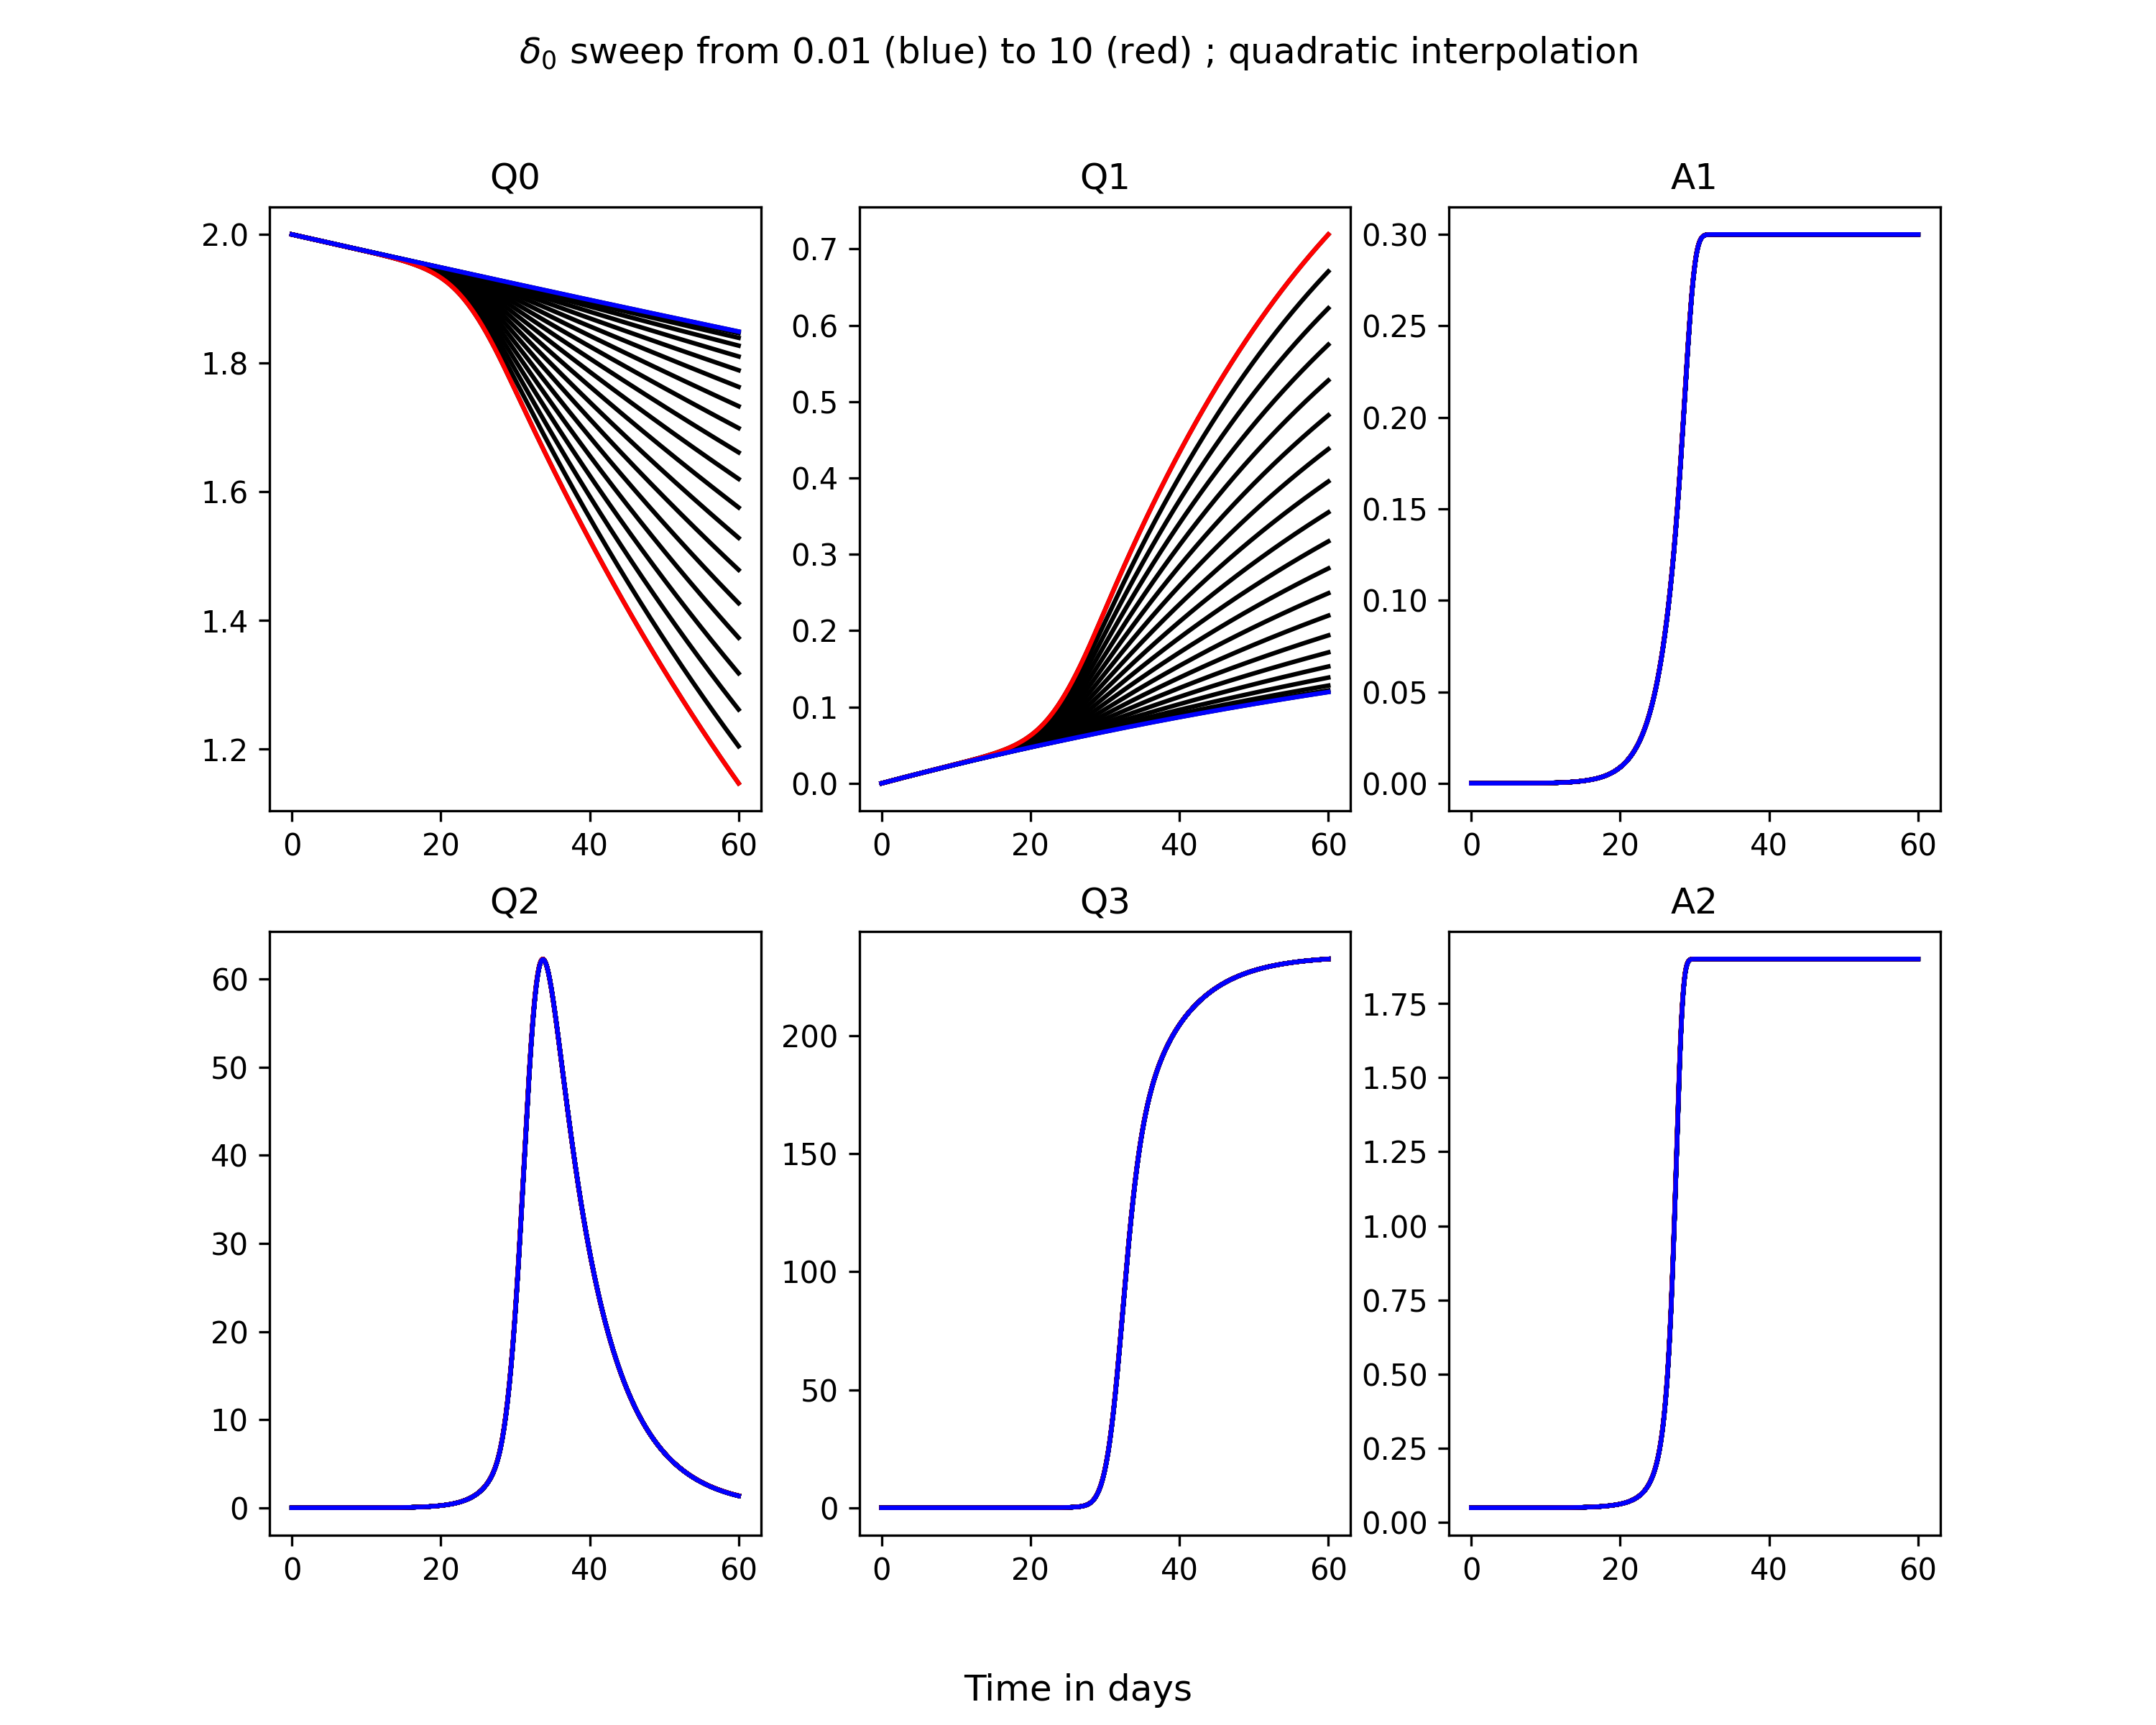 δ₀ sweep from 0.01 (blue) to 10 (red) ; quadratic interpolation
Q0
2.0
1.8
1.6
1.4
1.2
0 20 40 60
Q1
0.7
0.6
0.5
0.4
0.3
0.2
0.1
0.0
0 20 40 60
A1
0.30
0.25
0.20
0.15
0.10
0.05
0.00
0 20 40 60
Q2
60
50
40
30
20
10
0
0 20 40 60
Q3
200
150
100
50
0
0 20 40 60
A2
1.75
1.50
1.25
1.00
0.75
0.50
0.25
0.00
0 20 40 60
Time in days